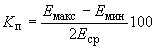 Kп = (Eмакс − Eмин) / 2Eср 100